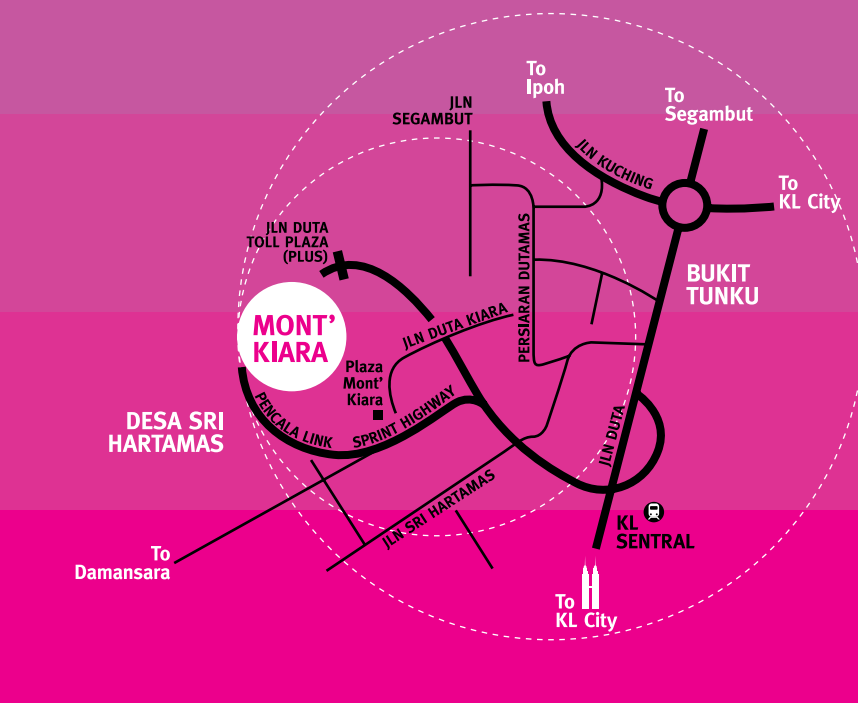 To
Ipoh
To
Segambut
JLN
SEGAMBUT
JLN KUCHING
To
KL City
JLN DUTA
TOLL PLAZA
(PLUS)
PERSIARAN DUTAMAS
BUKIT
TUNKU
MONT'
KIARA
JLN DUTA KIARA
Plaza
Mont'
Kiara
PENCALA LINK
SPRINT HIGHWAY
DESA SRI
HARTAMAS
JLN DUTA
JLN SRI HARTAMAS
KL
SENTRAL
To
Damansara
To
KL City